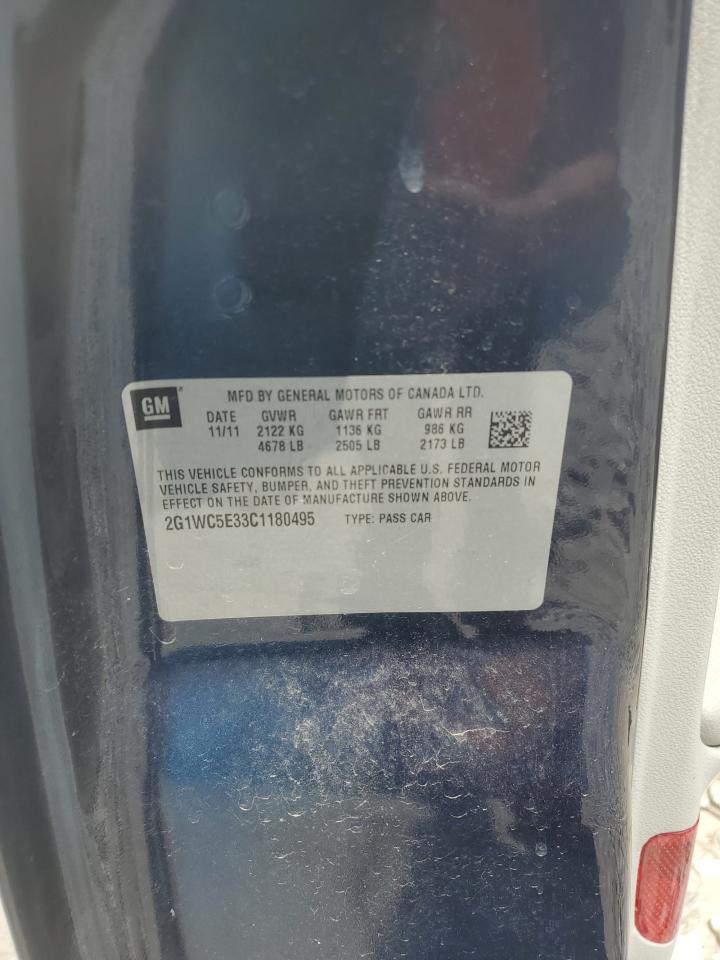 GM
MFD BY GENERAL MOTORS OF CANADA LTD.
DATE GVWR GAWR FRT GAWR RR
11/11 2122 KG 1136 KG 986 KG
4678 LB 2505 LB 2173 LB
THIS VEHICLE CONFORMS TO ALL APPLICABLE U.S. FEDERAL MOTOR
VEHICLE SAFETY, BUMPER, AND THEFT PREVENTION STANDARDS IN
EFFECT ON THE DATE OF MANUFACTURE SHOWN ABOVE.
2G1WC5E33C1180495 TYPE: PASS CAR